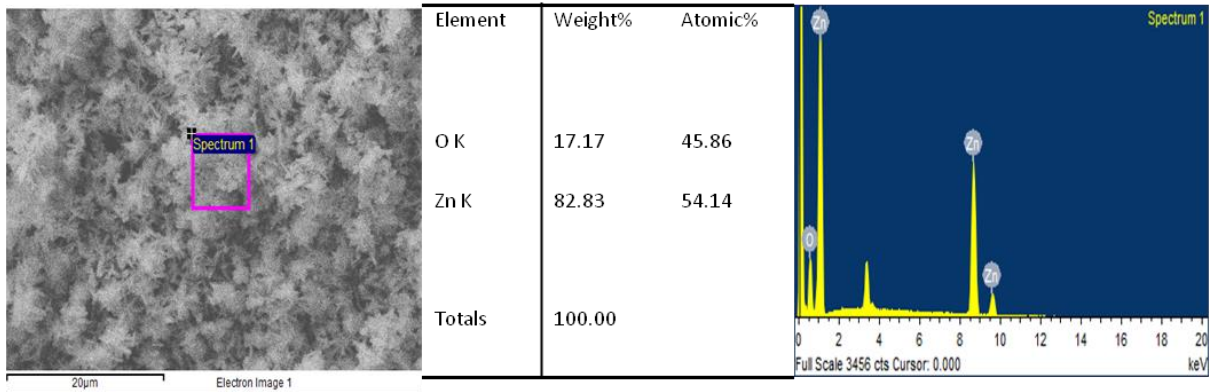 Spectrum 1
20µm
Electron Image 1
Element Weight% Atomic%
O K 17.17 45.86
Zn K 82.83 54.14
Totals 100.00
Spectrum 1
Zn
Zn
O
Zn
0 2 4 6 8 10 12 14 16 18 20
Full Scale 3456 cts Cursor: 0.000 keV